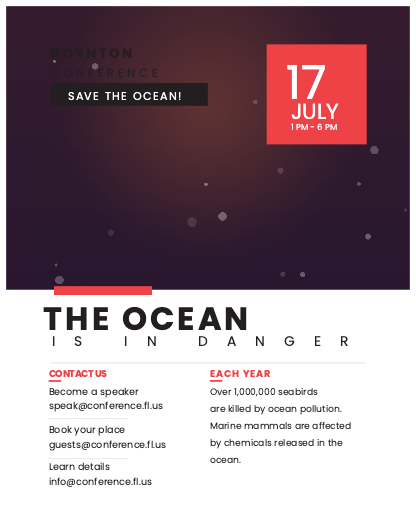 BOYNTON
CONFERENCE
SAVE THE OCEAN!
17
JULY
1 PM - 6 PM
THE OCEAN
IS IN DANGER
CONTACT US
Become a speaker
speak@conference.fl.us
Book your place
guests@conference.fl.us
Learn details
info@conference.fl.us
EACH YEAR
Over 1,000,000 seabirds
are killed by ocean pollution.
Marine mammals are affected
by chemicals released in the
ocean.